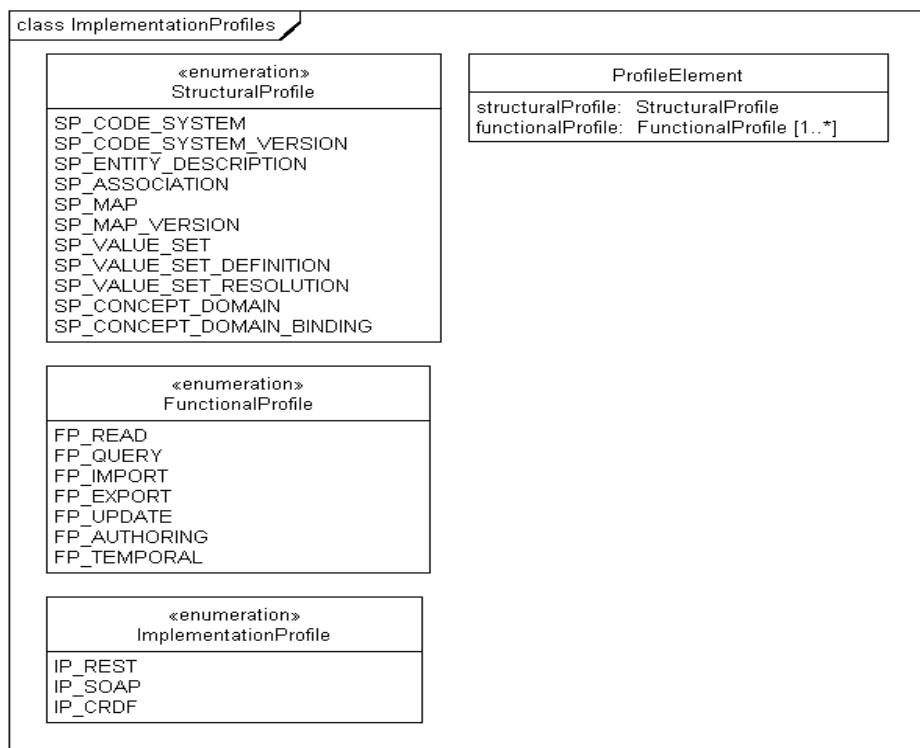 class ImplementationProfiles
«enumeration»
StructuralProfile
SP_CODE_SYSTEM
SP_CODE_SYSTEM_VERSION
SP_ENTITY_DESCRIPTION
SP_ASSOCIATION
SP_MAP
SP_MAP_VERSION
SP_VALUE_SET
SP_VALUE_SET_DEFINITION
SP_VALUE_SET_RESOLUTION
SP_CONCEPT_DOMAIN
SP_CONCEPT_DOMAIN_BINDING
ProfileElement
structuralProfile: StructuralProfile
functionalProfile: FunctionalProfile [1..*]
«enumeration»
FunctionalProfile
FP_READ
FP_QUERY
FP_IMPORT
FP_EXPORT
FP_UPDATE
FP_AUTHORING
FP_TEMPORAL
«enumeration»
ImplementationProfile
IP_REST
IP_SOAP
IP_CRDF